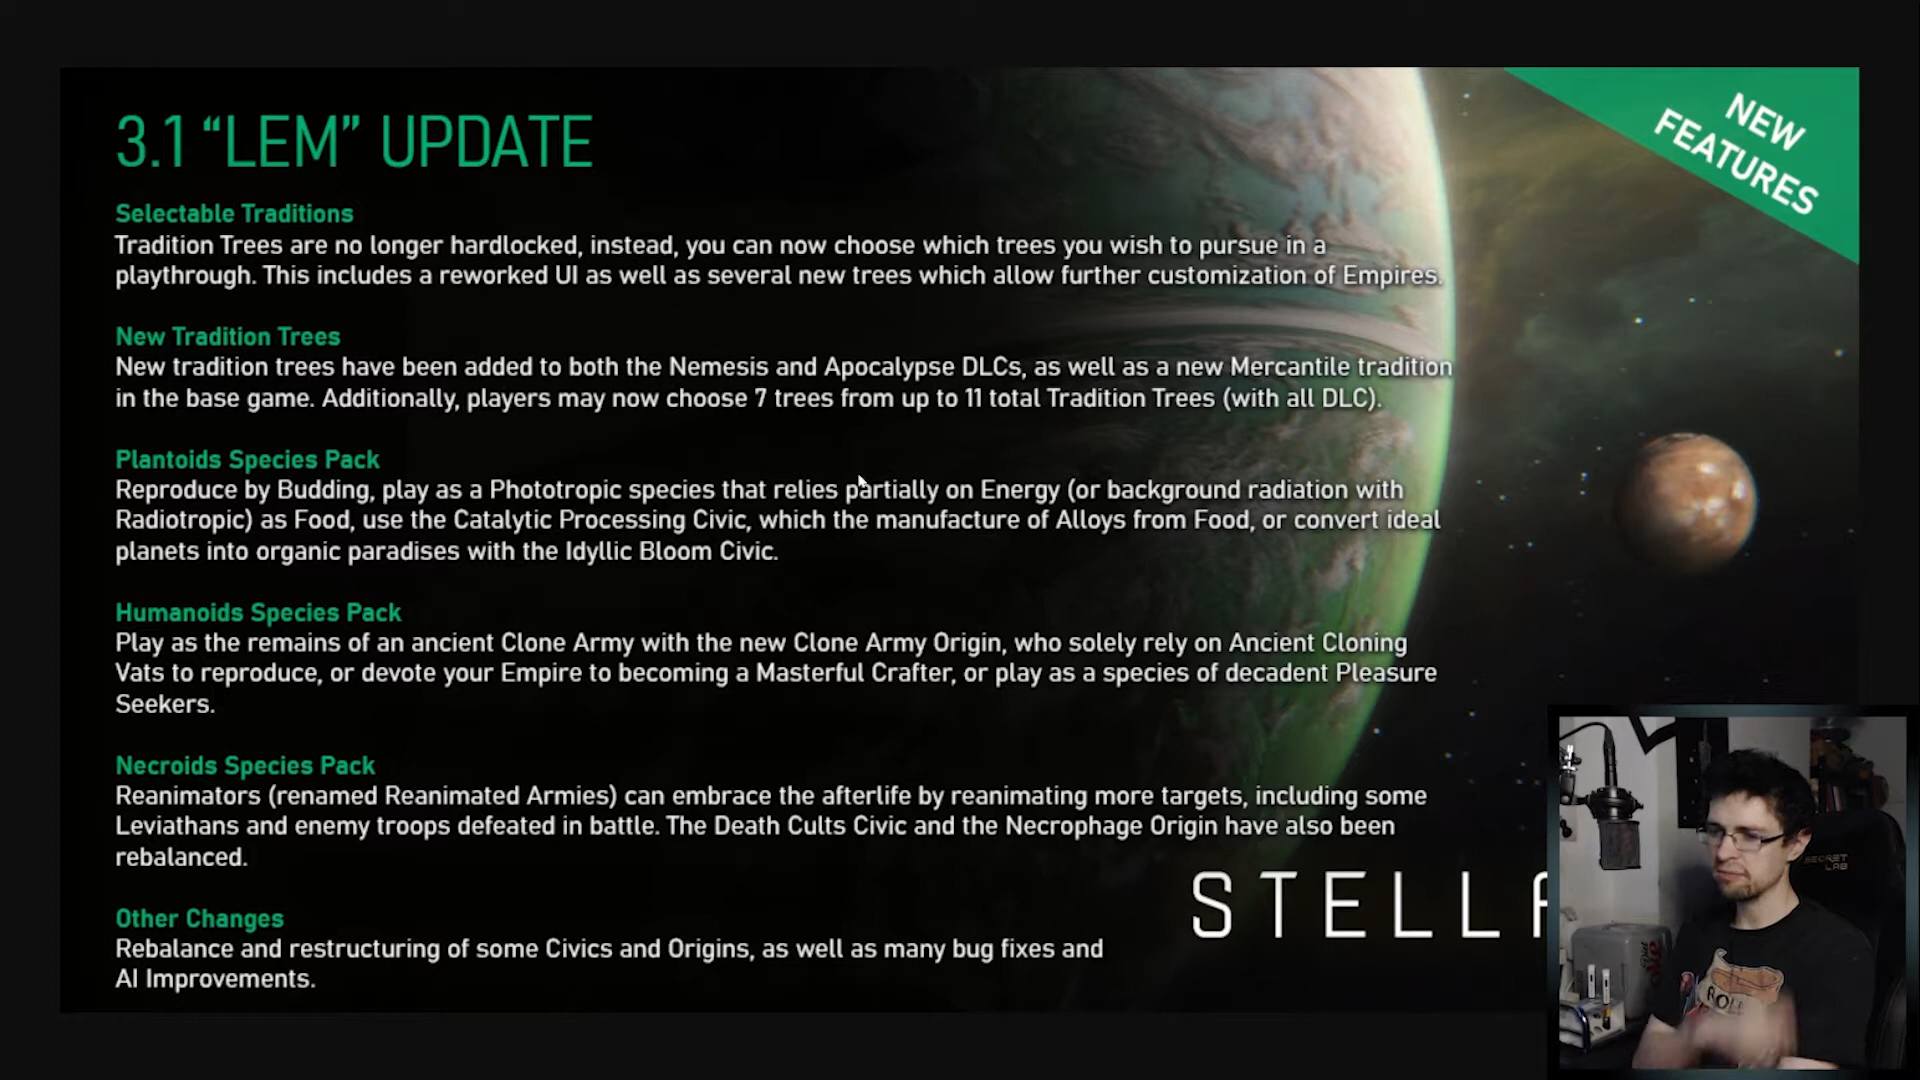 3.1 “LEM” UPDATE
NEW
FEATURES
Selectable Traditions
Tradition Trees are no longer hardlocked, instead, you can now choose which trees you wish to pursue in a
playthrough. This includes a reworked UI as well as several new trees which allow further customization of Empires.
New Tradition Trees
New tradition trees have been added to both the Nemesis and Apocalypse DLCs, as well as a new Mercantile tradition
in the base game. Additionally, players may now choose 7 trees from up to 11 total Tradition Trees (with all DLC).
Plantoids Species Pack
Reproduce by Budding, play as a Phototropic species that relies partially on Energy (or background radiation with
Radiotropic) as Food, use the Catalytic Processing Civic, which the manufacture of Alloys from Food, or convert ideal
planets into organic paradises with the Idyllic Bloom Civic.
Humanoids Species Pack
Play as the remains of an ancient Clone Army with the new Clone Army Origin, who solely rely on Ancient Cloning
Vats to reproduce, or devote your Empire to becoming a Masterful Crafter, or play as a species of decadent Pleasure
Seekers.
Necroids Species Pack
Reanimators (renamed Reanimated Armies) can embrace the afterlife by reanimating more targets, including some
Leviathans and enemy troops defeated in battle. The Death Cults Civic and the Necrophage Origin have also been
rebalanced.
Other Changes
Rebalance and restructuring of some Civics and Origins, as well as many bug fixes and
AI Improvements.
STELLA
SECRET
LAB